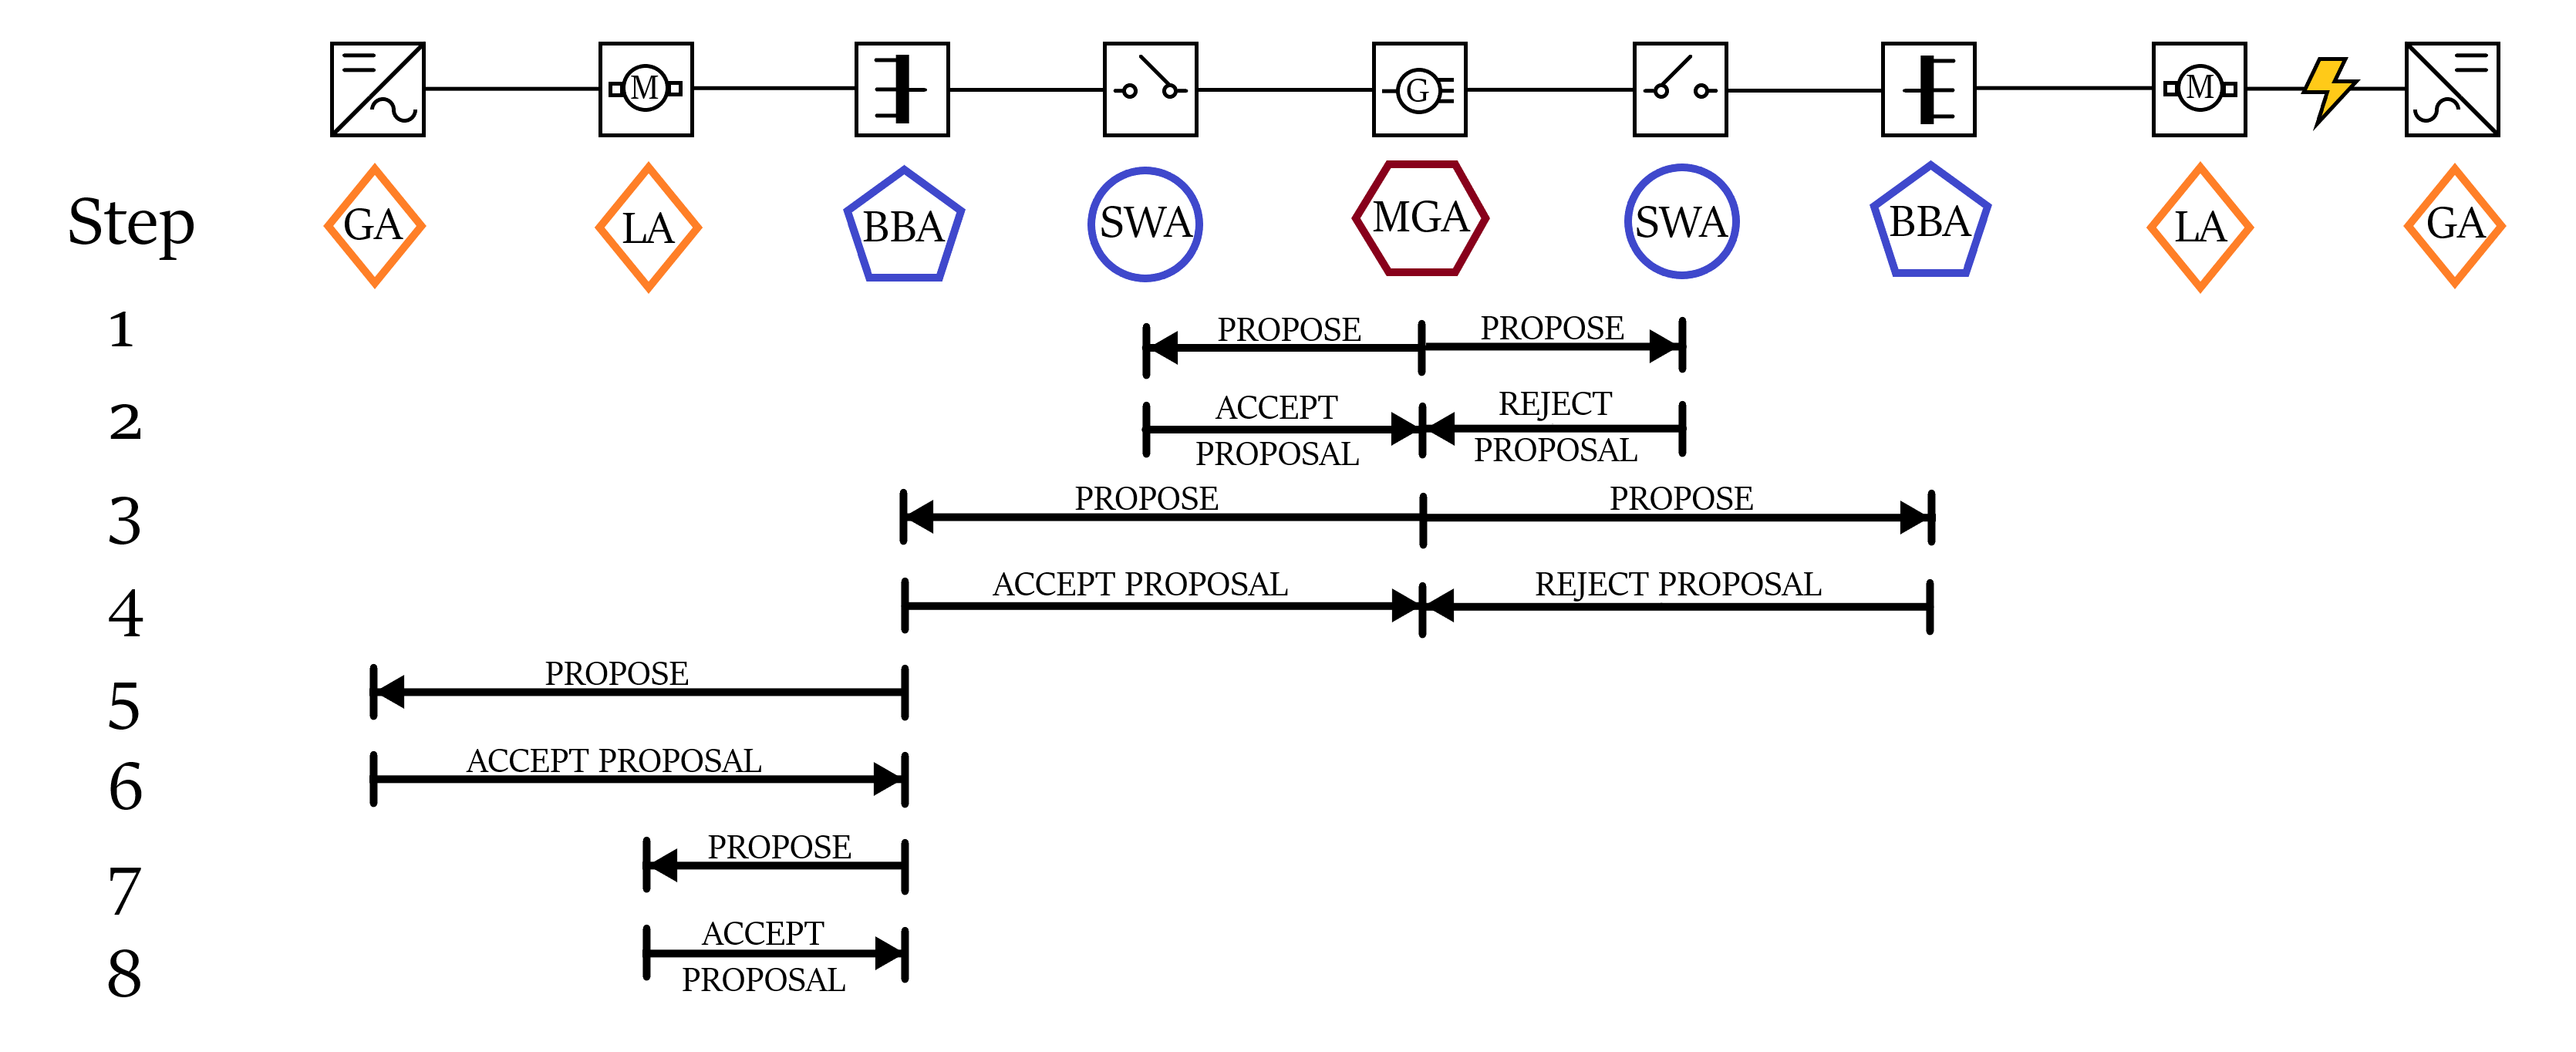 M
G
M
Step
GA
LA
BBA
SWA
MGA
SWA
BBA
LA
GA
1
PROPOSE
PROPOSE
2
ACCEPT
PROPOSAL
REJECT
PROPOSAL
3
PROPOSE
PROPOSE
4
ACCEPT PROPOSAL
REJECT PROPOSAL
5
PROPOSE
6
ACCEPT PROPOSAL
7
PROPOSE
8
ACCEPT
PROPOSAL